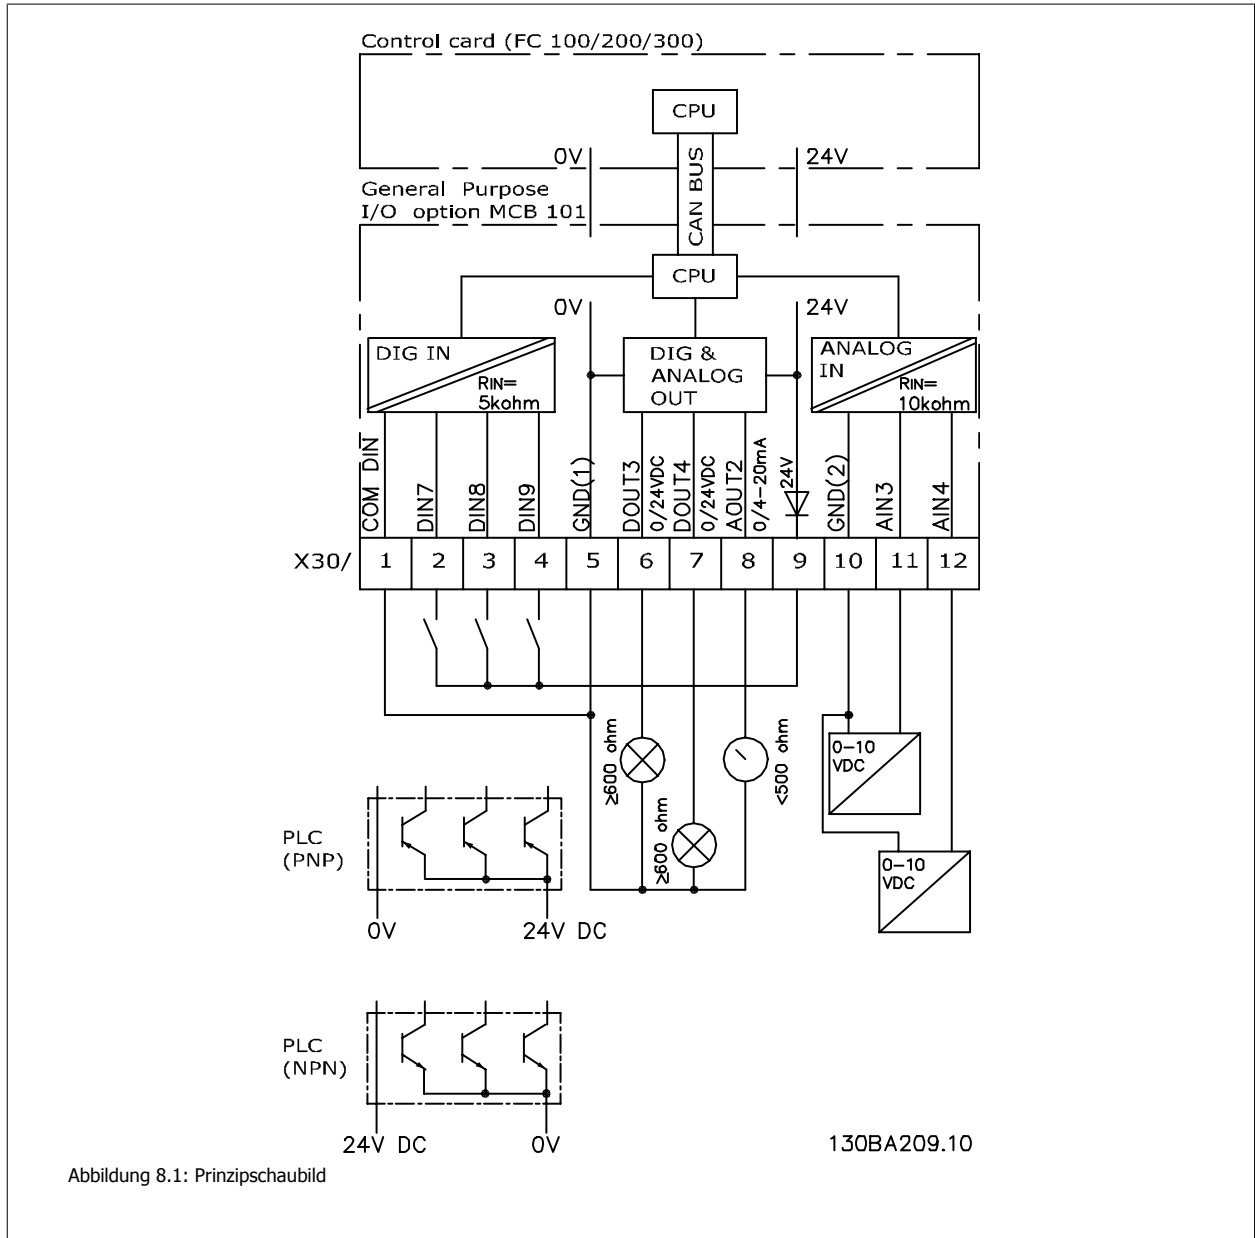 Control card (FC 100/200/300)
CPU
0V
24V
CAN BUS
General Purpose
I/O option MCB 101
CPU
0V
24V
DIG IN
RIN=
5kohm
DIG &
ANALOG
OUT
ANALOG
IN
RIN=
10kohm
COM DIN
DIN7
DIN8
DIN9
GND(1)
DOUT3
0/24VDC
DOUT4
0/24VDC
AOUT2
0/4-20mA
24V
GND(2)
AIN3
AIN4
X30/
1
2
3
4
5
6
7
8
9
10
11
12
≥600 ohm
≥600 ohm
<500 ohm
0-10
VDC
0-10
VDC
PLC
(PNP)
0V
24V DC
PLC
(NPN)
24V DC
0V
130BA209.10
Abbildung 8.1: Prinzipschaubild